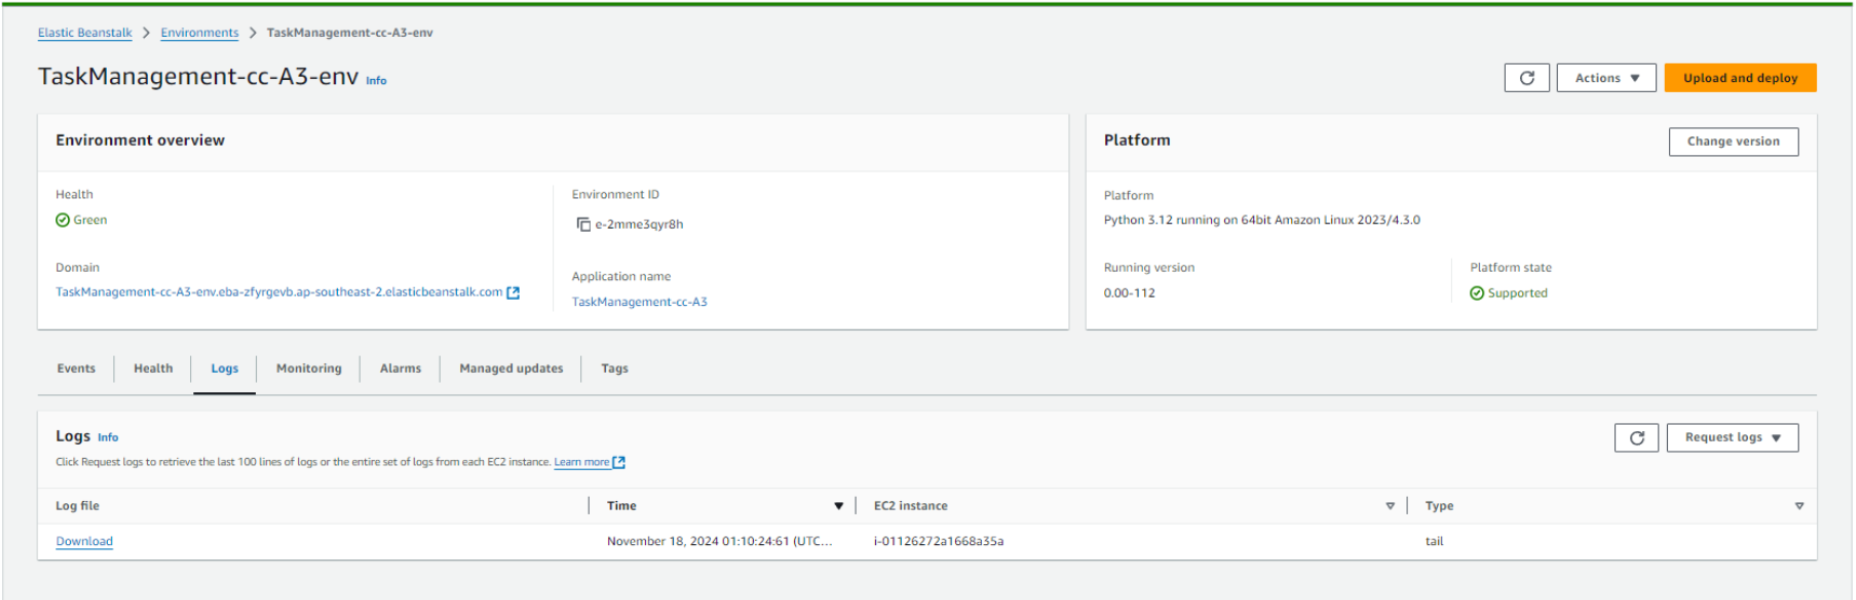 Elastic Beanstalk > Environments > TaskManagement-cc-A3-env
TaskManagement-cc-A3-env Info
Actions ▼
Upload and deploy
Environment overview
Health
Green
Domain
TaskManagement-cc-A3-env.eba-zfyrgevb.ap-southeast-2.elasticbeanstalk.com
Environment ID
e-2mme3qyr8h
Application name
TaskManagement-cc-A3
Platform
Change version
Platform
Python 3.12 running on 64bit Amazon Linux 2023/4.3.0
Running version
0.00-112
Platform state
Supported
Events Health Logs Monitoring Alarms Managed updates Tags
Logs Info
Click Request logs to retrieve the last 100 lines of logs or the entire set of logs from each EC2 instance. Learn more
Request logs ▼
Log file Time EC2 instance Type
Download November 18, 2024 01:10:24:61 (UTC... i-01126272a1668a35a tail